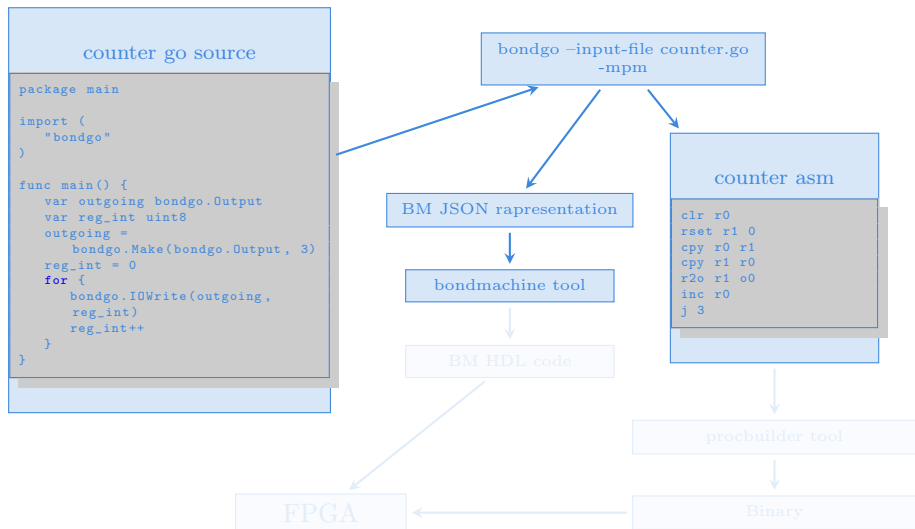 counter go source
package main
import (
"bondgo"
)
func main() {
var outgoing bondgo.Output
var reg_int uint8
outgoing =
bondgo.Make(bondgo.Output, 3)
reg_int = 0
for {
bondgo.IOWrite(outgoing,
reg_int)
reg_int++
}
}
bondgo –input-file counter.go
-mpm
BM JSON rapresentation
bondmachine tool
BM HDL code
FPGA
counter asm
clr r0
rset r1 0
cpy r0 r1
cpy r1 r0
r2o r1 o0
inc r0
j 3
procbuilder tool
Binary